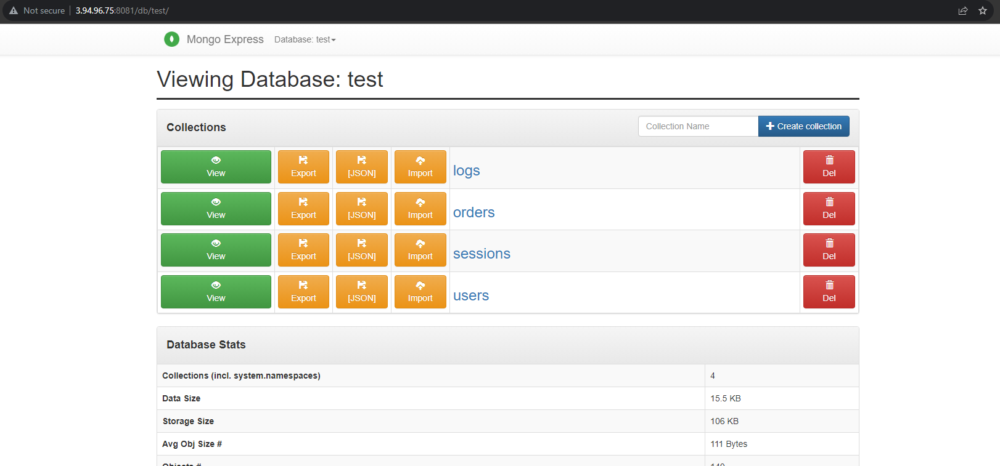 Not secure 3.94.96.75:8081/db/test/
Mongo Express Database: test
Viewing Database: test
Collections Collection Name Create collection
View Export [JSON] Import logs Del
View Export [JSON] Import orders Del
View Export [JSON] Import sessions Del
View Export [JSON] Import users Del
Database Stats
Collections (incl. system.namespaces) 4
Data Size 15.5 KB
Storage Size 106 KB
Avg Obj Size # 111 Bytes
Objects #